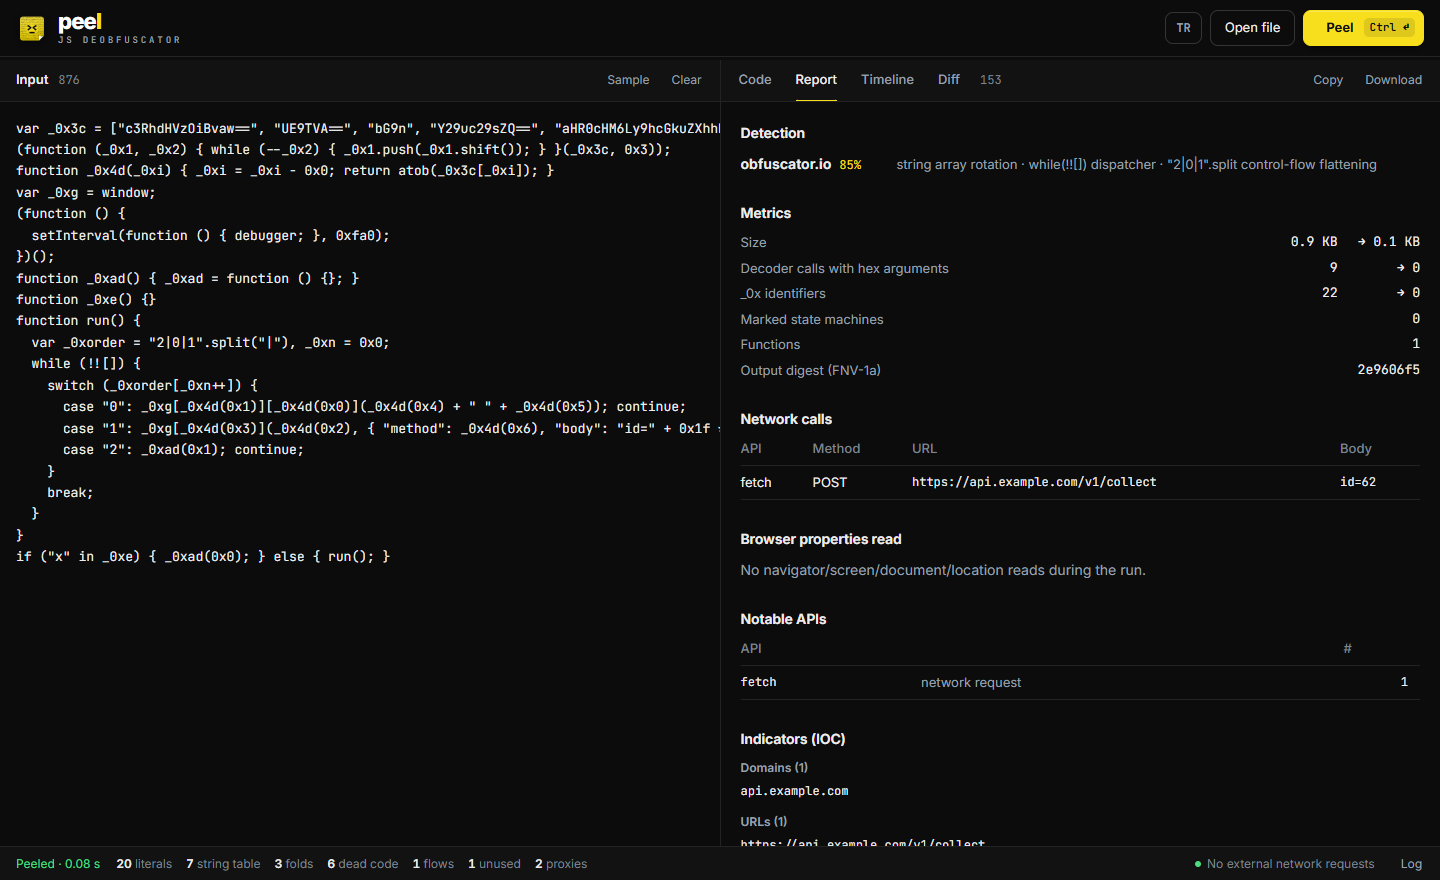 peel
JS DEOBFUSCATOR
TR
Open file
Peel Ctrl ⏎
Input 876
Sample Clear
Code Report Timeline Diff 153
Copy Download
var _0x3c = ["c3RhdHVzOiBvaw==", "UE9TVA==", "bG9n", "Y29uc29sZQ==", "aHR0cHM6Ly9hcGkuZXhh
(function (_0x1, _0x2) { while (--_0x2) { _0x1.push(_0x1.shift()); } }(_0x3c, 0x3));
function _0x4d(_0xi) { _0xi = _0xi - 0x0; return atob(_0x3c[_0xi]); }
var _0xg = window;
(function () {
setInterval(function () { debugger; }, 0xfa0);
})();
function _0xad() { _0xad = function () {}; }
function _0xe() {}
function run() {
var _0xorder = "2|0|1".split("|"), _0xn = 0x0;
while (!![]) {
switch (_0xorder[_0xn++]) {
case "0": _0xg[_0x4d(0x1)][_0x4d(0x0)](_0x4d(0x4) + " " + _0x4d(0x5)); continue;
case "1": _0xg[_0x4d(0x3)](_0x4d(0x2), { "method": _0x4d(0x6), "body": "id=" + 0x1f
case "2": _0xad(0x1); continue;
}
break;
}
}
if ("x" in _0xe) { _0xad(0x0); } else { run(); }
Detection
obfuscator.io 85% string array rotation · while(!![]) dispatcher · "2|0|1".split control-flow flattening
Metrics
Size 0.9 KB → 0.1 KB
Decoder calls with hex arguments 9 → 0
_0x identifiers 22 → 0
Marked state machines 0
Functions 1
Output digest (FNV-1a) 2e9606f5
Network calls
API Method URL Body
fetch POST https://api.example.com/v1/collect id=62
Browser properties read
No navigator/screen/document/location reads during the run.
Notable APIs
API #
fetch network request 1
Indicators (IOC)
Domains (1)
api.example.com
URLs (1)
https://api.example.com/v1/collect
Peeled · 0.08 s 20 literals 7 string table 3 folds 6 dead code 1 flows 1 unused 2 proxies
No external network requests Log